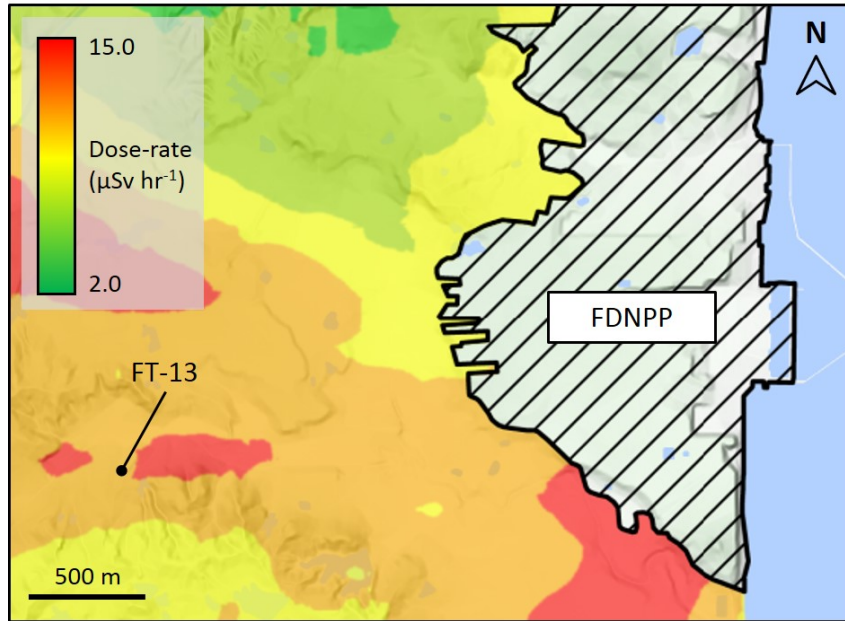 15.0
Dose-rate
(µSv hr⁻¹)
2.0
N
FDNPP
FT-13
500 m